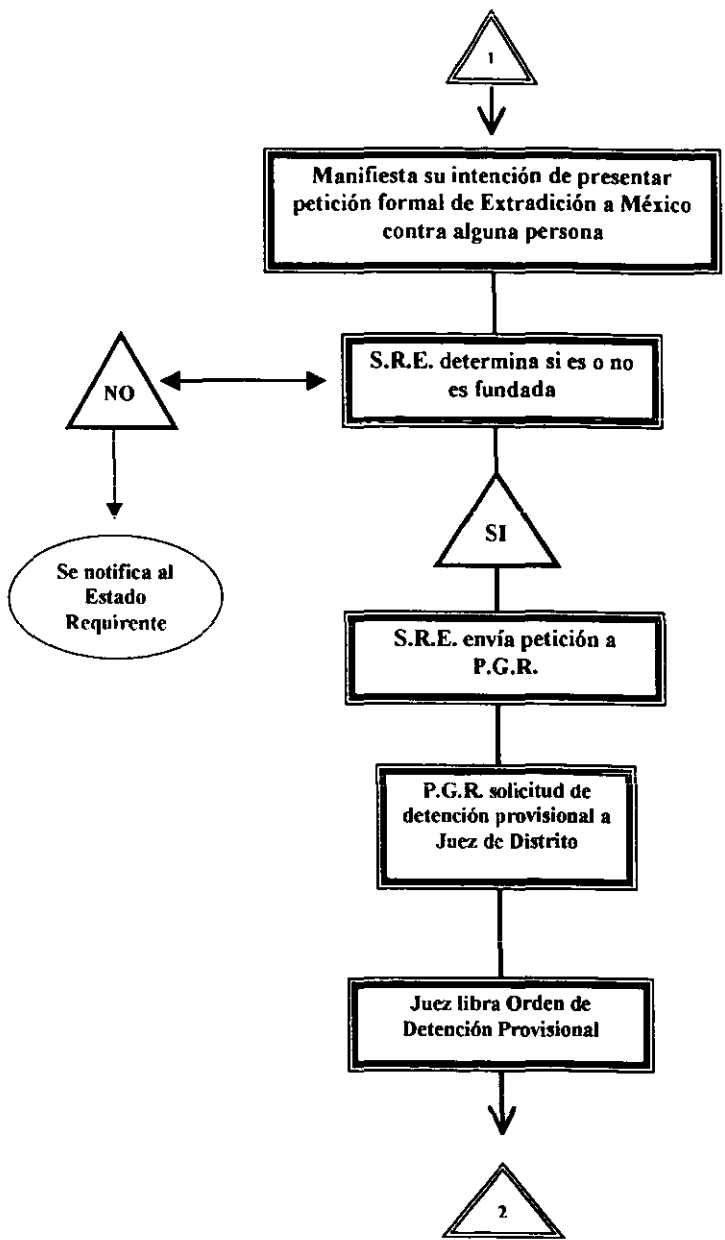 1
Manifiesta su intención de presentar
petición formal de Extradición a México
contra alguna persona
S.R.E. determina si es o no
es fundada
NO
SI
Se notifica al
Estado
Requirente
S.R.E. envía petición a
P.G.R.
P.G.R. solicitud de
detención provisional a
Juez de Distrito
Juez libra Orden de
Detención Provisional
2